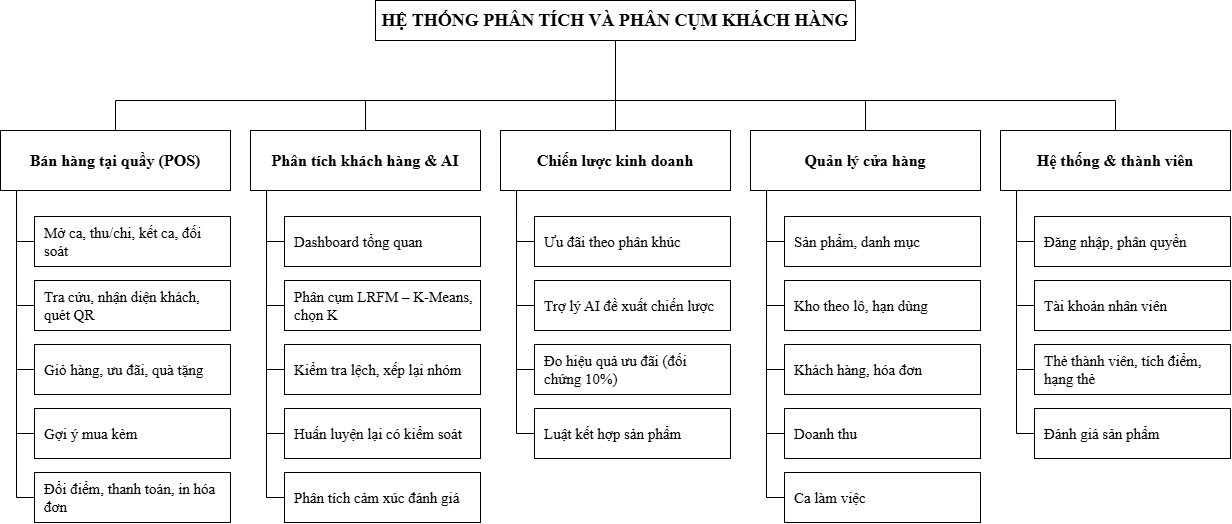 HỆ THỐNG PHÂN TÍCH VÀ PHÂN CỤM KHÁCH HÀNG
Bán hàng tại quầy (POS)
Mở ca, thu/chi, kết ca, đối
soát
Tra cứu, nhận diện khách,
quét QR
Giỏ hàng, ưu đãi, quà tặng
Gợi ý mua kèm
Đổi điểm, thanh toán, in hóa
đơn
Phân tích khách hàng & AI
Dashboard tổng quan
Phân cụm LRFM – K-Means,
chọn K
Kiểm tra lệch, xếp lại nhóm
Huấn luyện lại có kiểm soát
Phân tích cảm xúc đánh giá
Chiến lược kinh doanh
Ưu đãi theo phân khúc
Trợ lý AI đề xuất chiến lược
Đo hiệu quả ưu đãi (đối
chứng 10%)
Luật kết hợp sản phẩm
Quản lý cửa hàng
Sản phẩm, danh mục
Kho theo lô, hạn dùng
Khách hàng, hóa đơn
Doanh thu
Ca làm việc
Hệ thống & thành viên
Đăng nhập, phân quyền
Tài khoản nhân viên
Thẻ thành viên, tích điểm,
hạng thẻ
Đánh giá sản phẩm